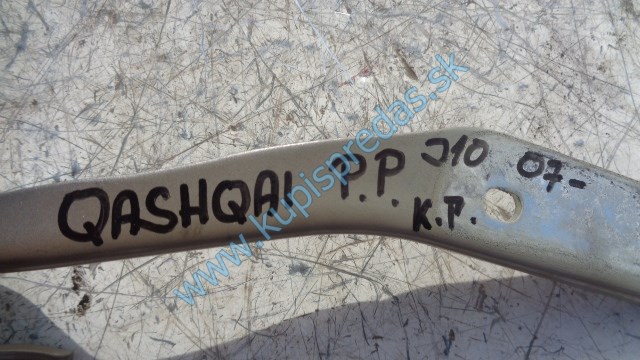 QASHQAI P.P J10 07-
K.P.
www.kupispredas.sk